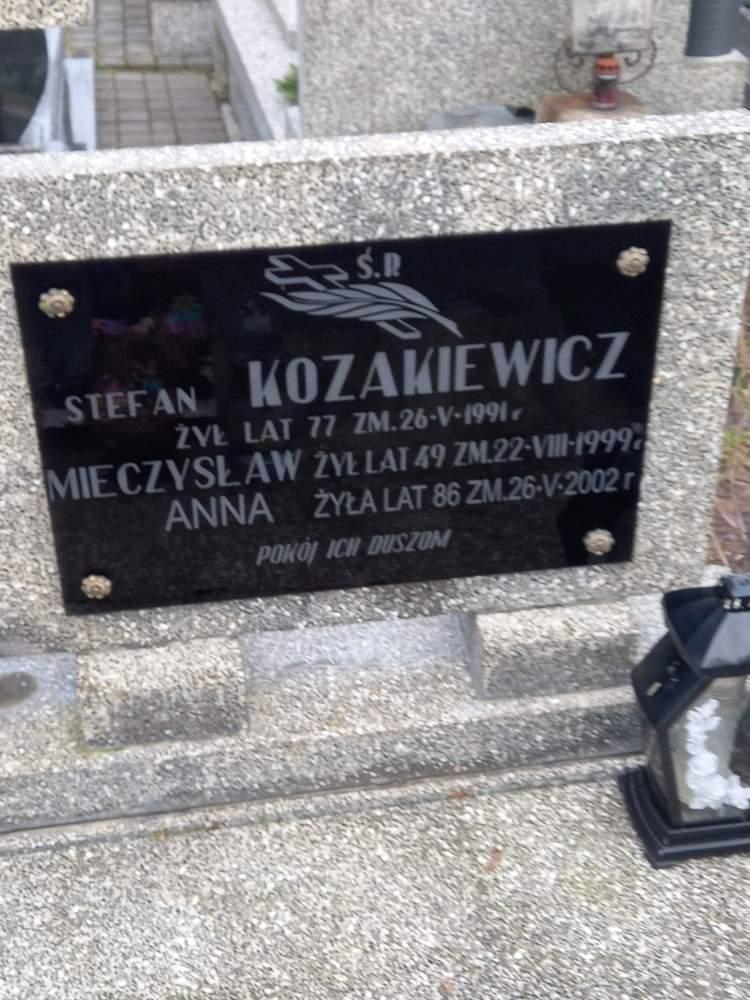 Ś.P.
STEFAN KOZAKIEWICZ
ŻYŁ LAT 77 ZM. 26·V·1991 r
MIECZYSŁAW ŻYŁ LAT 49 ZM. 22·VIII·1999 r
ANNA ŻYŁA LAT 86 ZM. 26·V·2002 r
POKÓJ ICH DUSZOM